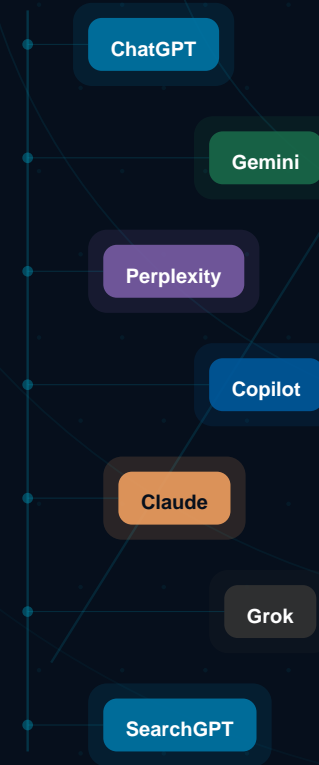 ChatGPT
Gemini
Perplexity
Copilot
Claude
Grok
SearchGPT